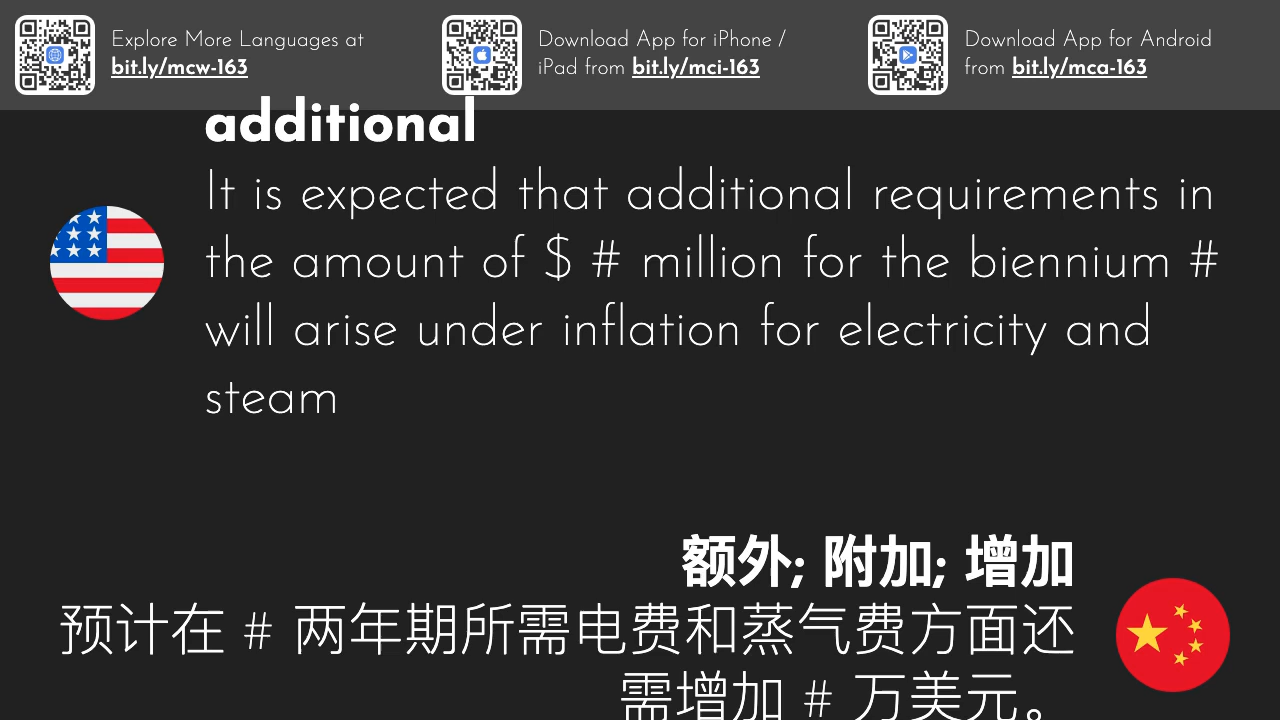 Explore More Languages at
bit.ly/mcw-163
Download App for iPhone /
iPad from bit.ly/mci-163
Download App for Android
from bit.ly/mca-163
additional
It is expected that additional requirements in
the amount of $ # million for the biennium #
will arise under inflation for electricity and
steam
额外; 附加; 增加
预计在 # 两年期所需电费和蒸气费方面还
需增加 # 万美元。